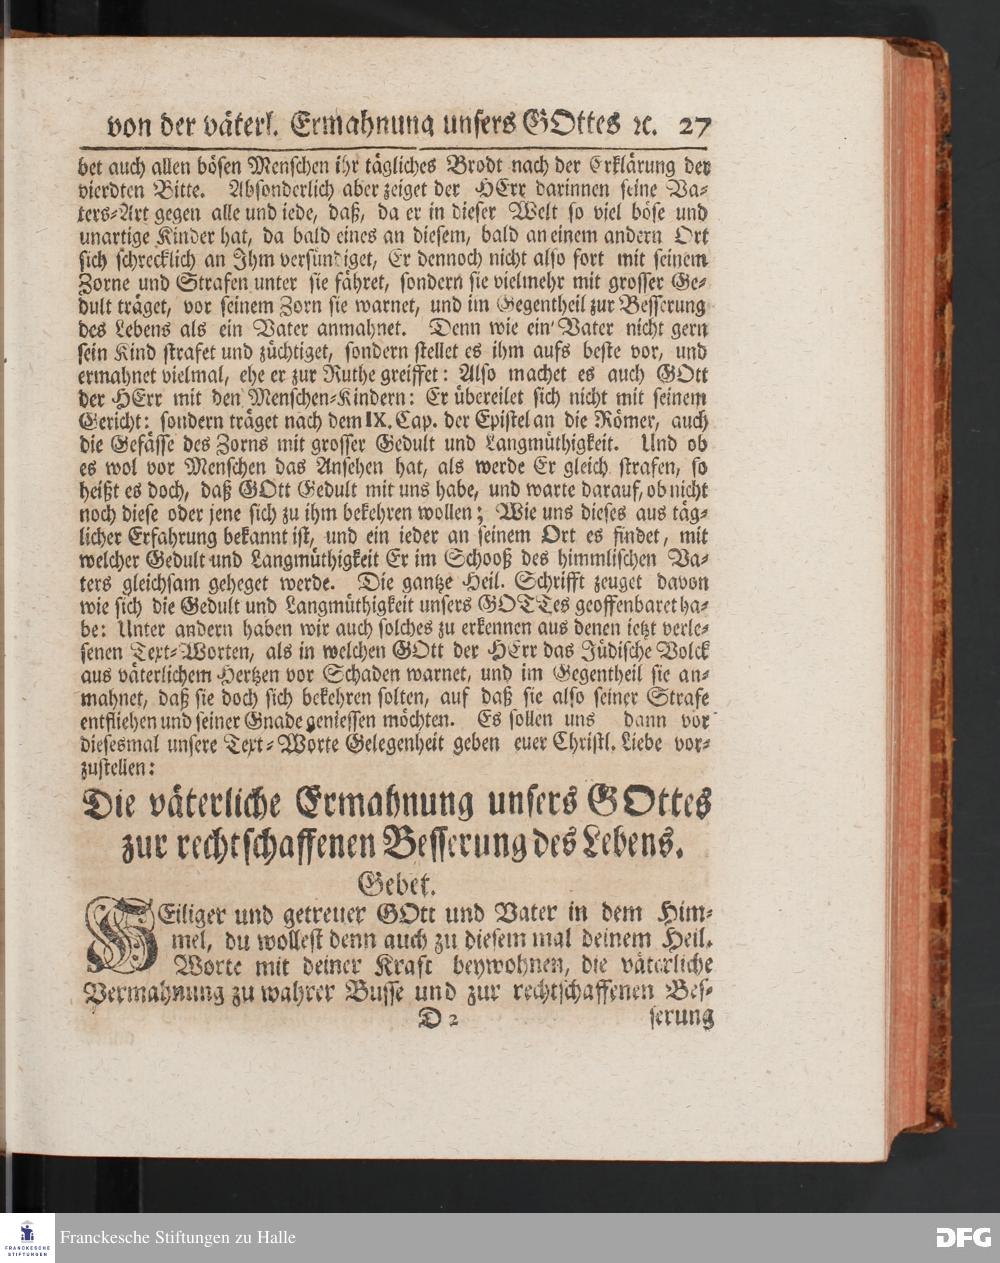 von der väterl. Ermahnung unsers GOttes ꝛc. 27
bet auch allen bösen Menschen ihr tägliches Brodt nach der Erklärung der
vierdten Bitte. Absonderlich aber zeiget der HErr darinnen seine Va-
ters-Art gegen alle und iede, daß, da er in dieser Welt so viel böse und
unartige Kinder hat, da bald eines an diesem, bald an einem andern Ort
sich schrecklich an Ihm versündiget, Er dennoch nicht also fort mit seinem
Zorne und Strafen unter sie fähret, sondern sie vielmehr mit grosser Ge-
dult träget, vor seinem Zorn sie warnet, und im Gegentheil zur Besserung
des Lebens als ein Vater anmahnet. Denn wie ein Vater nicht gern
sein Kind strafet und züchtiget, sondern stellet es ihm aufs beste vor, und
ermahnet vielmal, ehe er zur Ruthe greiffet: Also machet es auch GOtt
der HErr mit den Menschen-Kindern: Er übereilet sich nicht mit seinem
Gericht: sondern träget nach dem IX. Cap. der Epistel an die Römer, auch
die Gefässe des Zorns mit grosser Gedult und Langmüthigkeit. Und ob
es wol vor Menschen das Ansehen hat, als werde Er gleich strafen, so
heißt es doch, daß GOtt Gedult mit uns habe, und warte darauf, ob nicht
noch diese oder jene sich zu ihm bekehren wollen; Wie uns dieses aus täg-
licher Erfahrung bekannt ist, und ein ieder an seinem Ort es findet, mit
welcher Gedult und Langmüthigkeit Er im Schooß des himmlischen Va-
ters gleichsam geheget werde. Die gantze Heil. Schrifft zeuget davon
wie sich die Gedult und Langmüthigkeit unsers GOTTes geoffenbaret ha-
be: Unter andern haben wir auch solches zu erkennen aus denen ietzt verle-
senen Text-Worten, als in welchen GOtt der HErr das Jüdische Volck
aus väterlichem Hertzen vor Schaden warnet, und im Gegentheil sie an-
mahnet, daß sie doch sich bekehren solten, auf daß sie also seiner Strafe
entfliehen und seiner Gnade geniessen möchten. Es sollen uns dann vor
diesesmal unsere Text-Worte Gelegenheit geben euer Christl. Liebe vor-
zustellen:
Die väterliche Ermahnung unsers GOttes
zur rechtschaffenen Besserung des Lebens.
Gebet.
HEiliger und getreuer GOtt und Vater in dem Him-
mel, du wollest denn auch zu diesem mal deinem Heil.
Worte mit deiner Kraft beywohnen, die väterliche
Vermahnung zu wahrer Busse und zur rechtschaffenen Bes-
D 2 serung
FRANCKESCHE STIFTUNGEN
Franckesche Stiftungen zu Halle
DFG